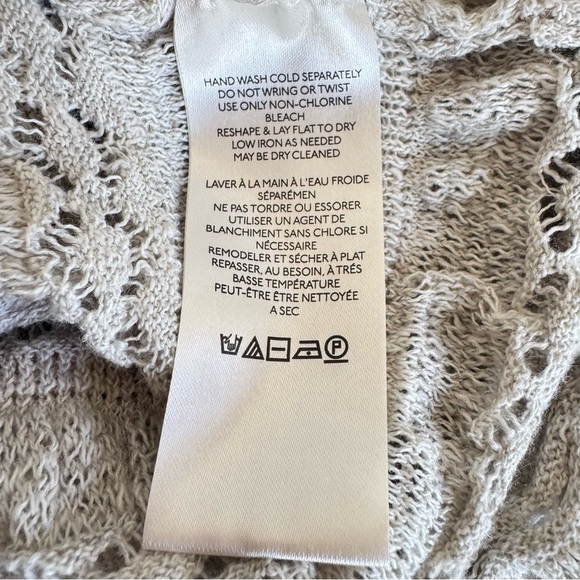 HAND WASH COLD SEPARATELY
DO NOT WRING OR TWIST
USE ONLY NON-CHLORINE
BLEACH
RESHAPE & LAY FLAT TO DRY
LOW IRON AS NEEDED
MAY BE DRY CLEANED
LAVER À LA MAIN À L'EAU FROIDE
SÉPARÉMEN
NE PAS TORDRE OU ESSORER
UTILISER UN AGENT DE
BLANCHIMENT SANS CHLORE SI
NÉCESSAIRE
REMODELER ET SÉCHER À PLAT
REPASSER, AU BESOIN, À TRÉS
BASSE TEMPÉRATURE
PEUT-ÊTRE ÊTRE NETTOYÉE
A SEC
P